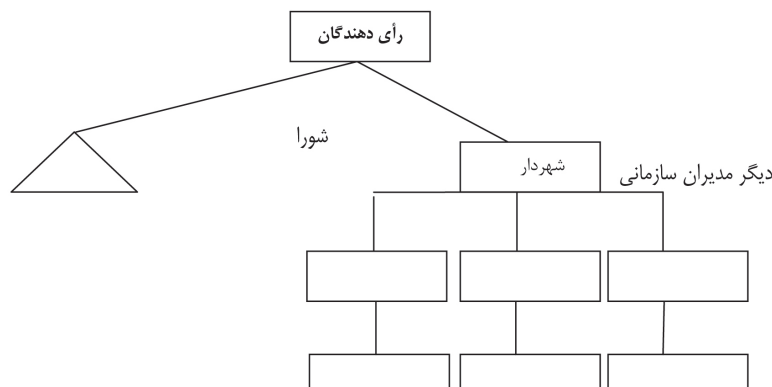 رأی دهندگان
شورا
شهردار
دیگر مدیران سازمانی